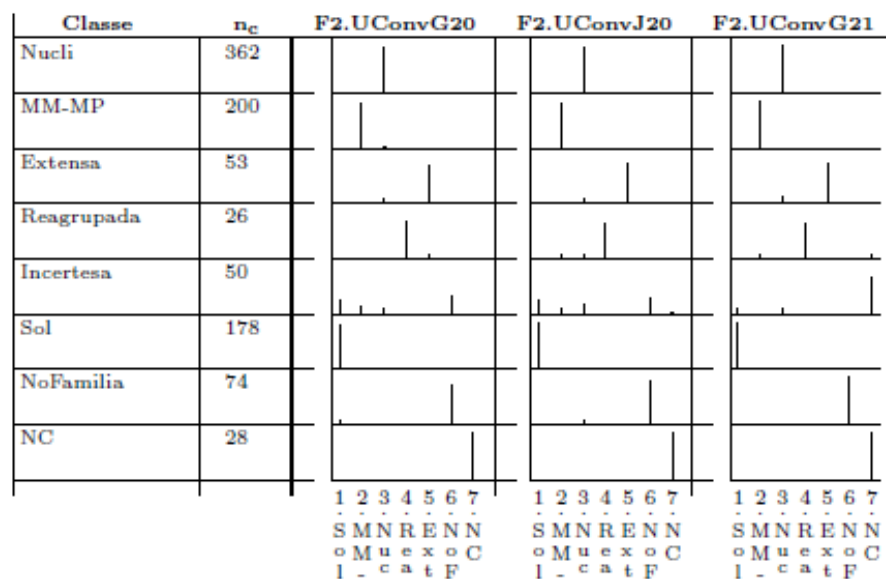 Classe n_c F2.UConvG20 F2.UConvJ20 F2.UConvG21
Nucli 362
MM-MP 200
Extensa 53
Reagrupada 26
Incertesa 50
Sol 178
NoFamilia 74
NC 28
1 2 3 4 5 6 7 1 2 3 4 5 6 7 1 2 3 4 5 6 7
. . . . . . . . . . . . . . . . . . . . .
S M N R E N N S M N R E N N S M N R E N N
o M u e x o C o M u e x o C o M u e x o C
l - c a t F l - c a t F l - c a t F